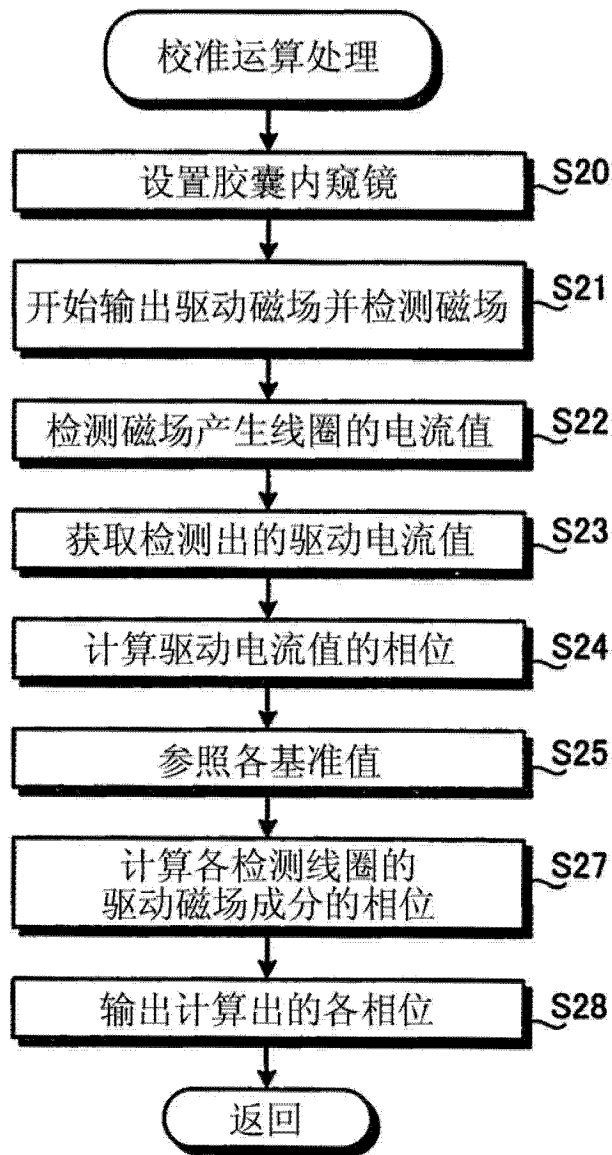 校准运算处理
设置胶囊内窥镜
S20
开始输出驱动磁场并检测磁场
S21
检测磁场产生线圈的电流值
S22
获取检测出的驱动电流值
S23
计算驱动电流值的相位
S24
参照各基准值
S25
计算各检测线圈的
驱动磁场成分的相位
S27
输出计算出的各相位
S28
返回